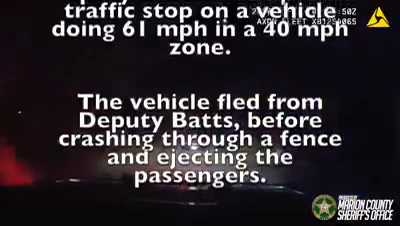 traffic stop on a vehicle
doing 61 mph in a 40 mph
zone.
The vehicle fled from
Deputy Batts, before
crashing through a fence
and ejecting the
passengers.
MARION COUNTY
SHERIFF'S OFFICE